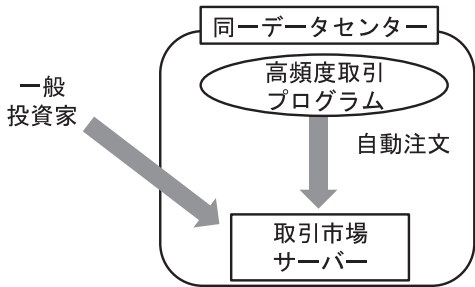 同一データセンター
高頻度取引
プログラム
一般
投資家
自動注文
取引市場
サーバー